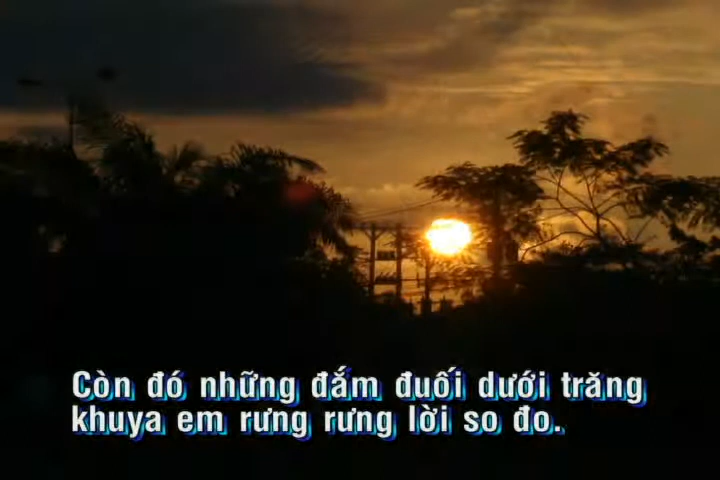 Còn đó những đắm đuối dưới trăng
khuya em rưng rưng lời so đo.